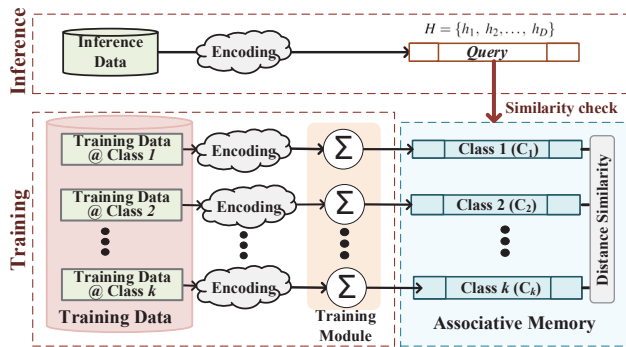 Inference
Inference
Data
Encoding
H = {h₁, h₂,..., h_D}
Query
Similarity check
Training
Training Data
@ Class 1
Encoding
Σ
Class 1 (C₁)
Training Data
@ Class 2
Encoding
Σ
Class 2 (C₂)
Training Data
@ Class k
Encoding
Σ
Class k (Cₖ)
Distance Similarity
Training Data
Training
Module
Associative Memory